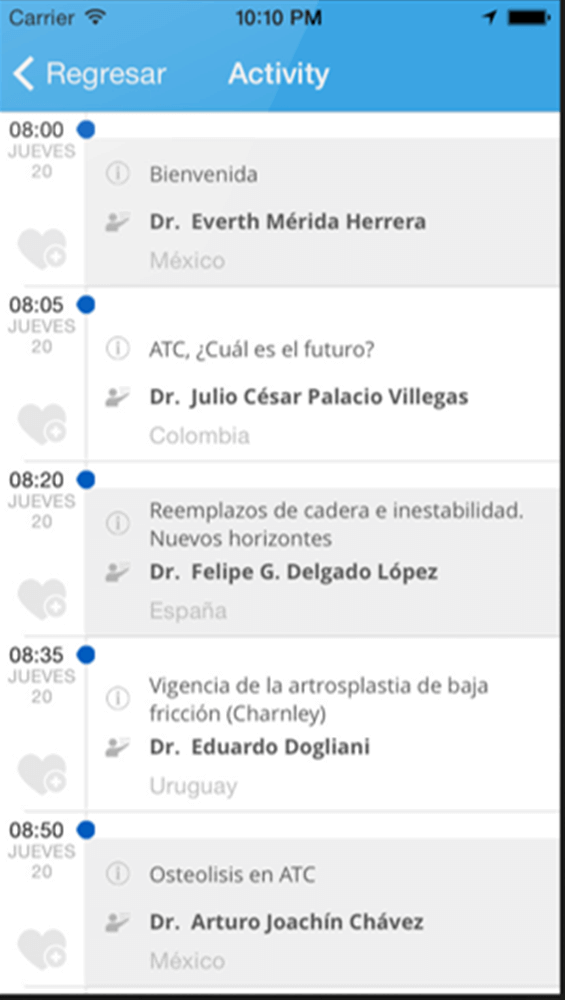 Carrier 10:10 PM
Regresar Activity
08:00
JUEVES
20
Bienvenida
Dr. Everth Mérida Herrera
México
08:05
JUEVES
20
ATC, ¿Cuál es el futuro?
Dr. Julio César Palacio Villegas
Colombia
08:20
JUEVES
20
Reemplazos de cadera e inestabilidad.
Nuevos horizontes
Dr. Felipe G. Delgado López
España
08:35
JUEVES
20
Vigencia de la artrosplastia de baja
fricción (Charnley)
Dr. Eduardo Dogliani
Uruguay
08:50
JUEVES
20
Osteolisis en ATC
Dr. Arturo Joachín Chávez
México